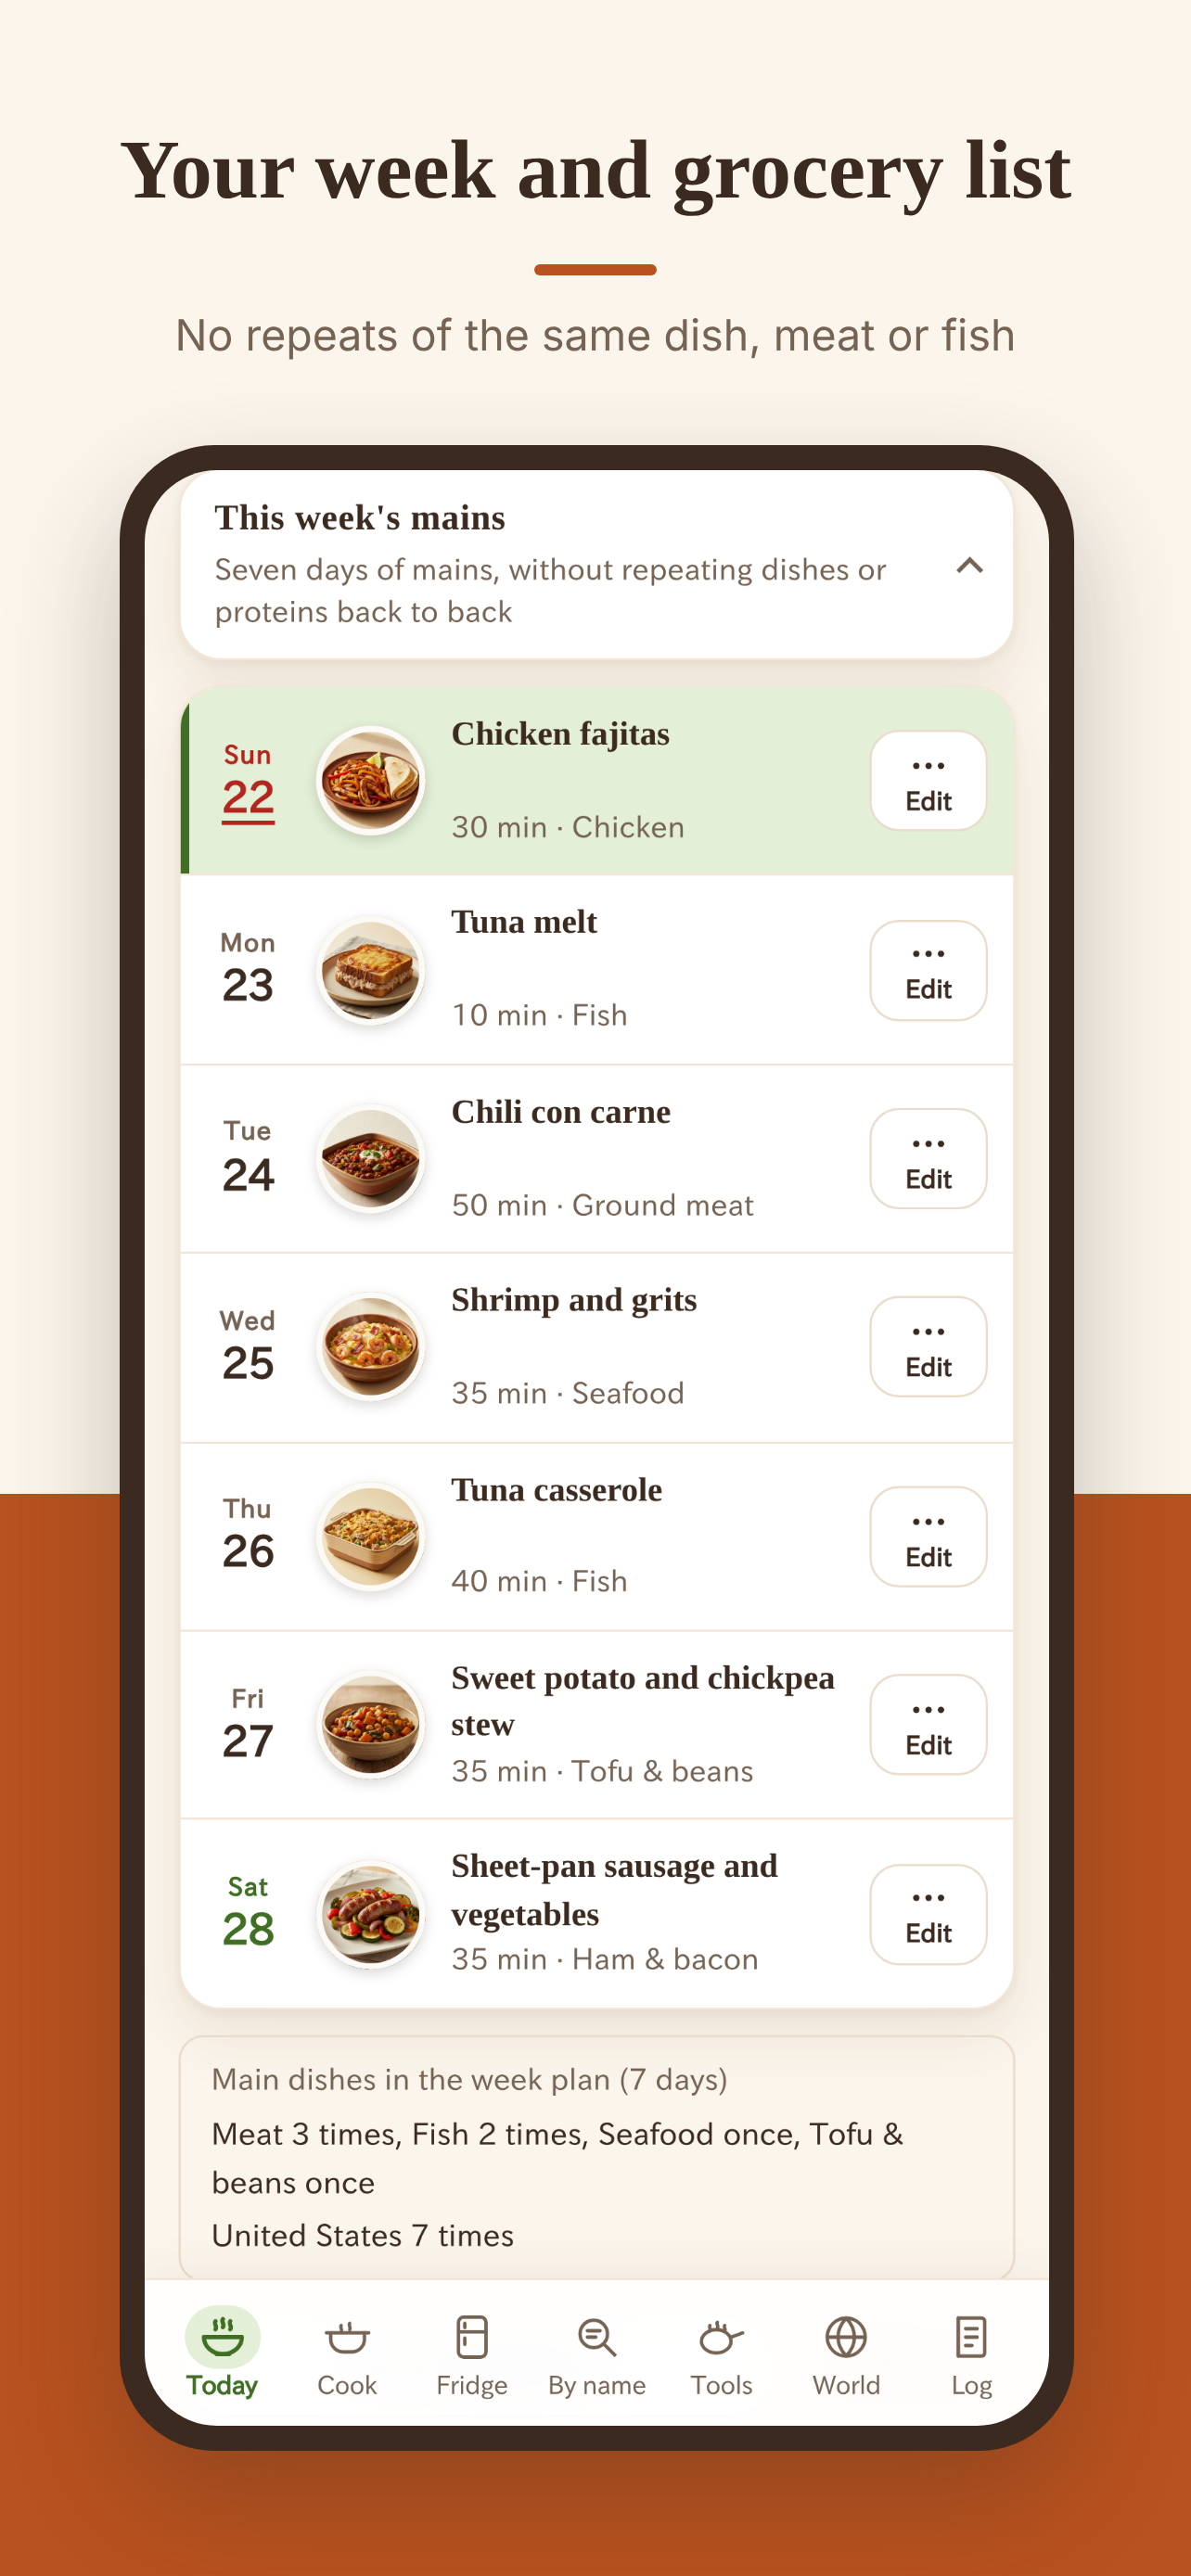 Your week and grocery list
No repeats of the same dish, meat or fish
This week's mains
Seven days of mains, without repeating dishes or
proteins back to back
Sun
22
Chicken fajitas
30 min · Chicken
...
Edit
Mon
23
Tuna melt
10 min · Fish
...
Edit
Tue
24
Chili con carne
50 min · Ground meat
...
Edit
Wed
25
Shrimp and grits
35 min · Seafood
...
Edit
Thu
26
Tuna casserole
40 min · Fish
...
Edit
Fri
27
Sweet potato and chickpea
stew
35 min · Tofu & beans
...
Edit
Sat
28
Sheet-pan sausage and
vegetables
35 min · Ham & bacon
...
Edit
Main dishes in the week plan (7 days)
Meat 3 times, Fish 2 times, Seafood once, Tofu &
beans once
United States 7 times
Today
Cook
Fridge
By name
Tools
World
Log